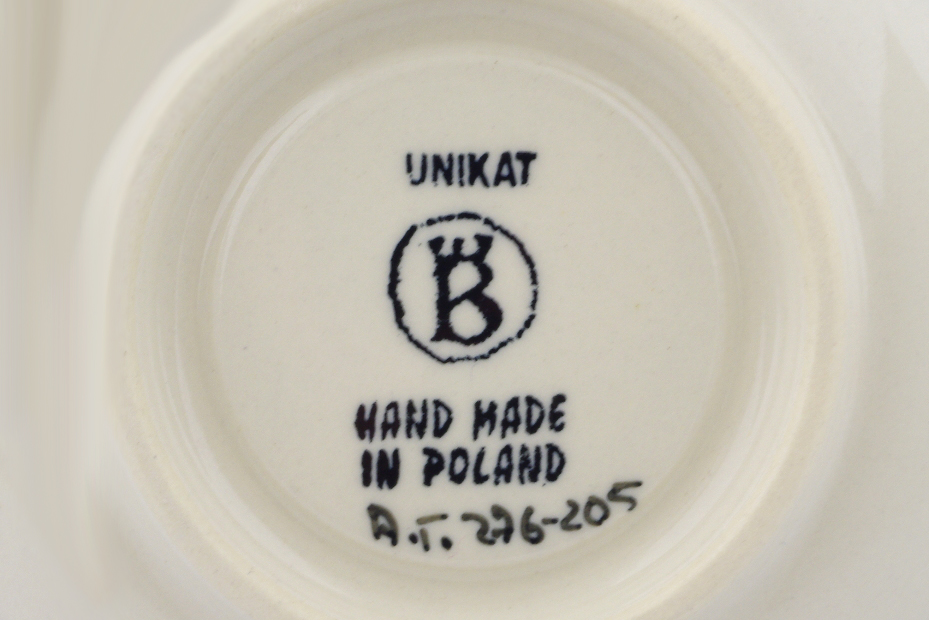 UNIKAT
B
HAND MADE
IN POLAND
A.T. 276-205